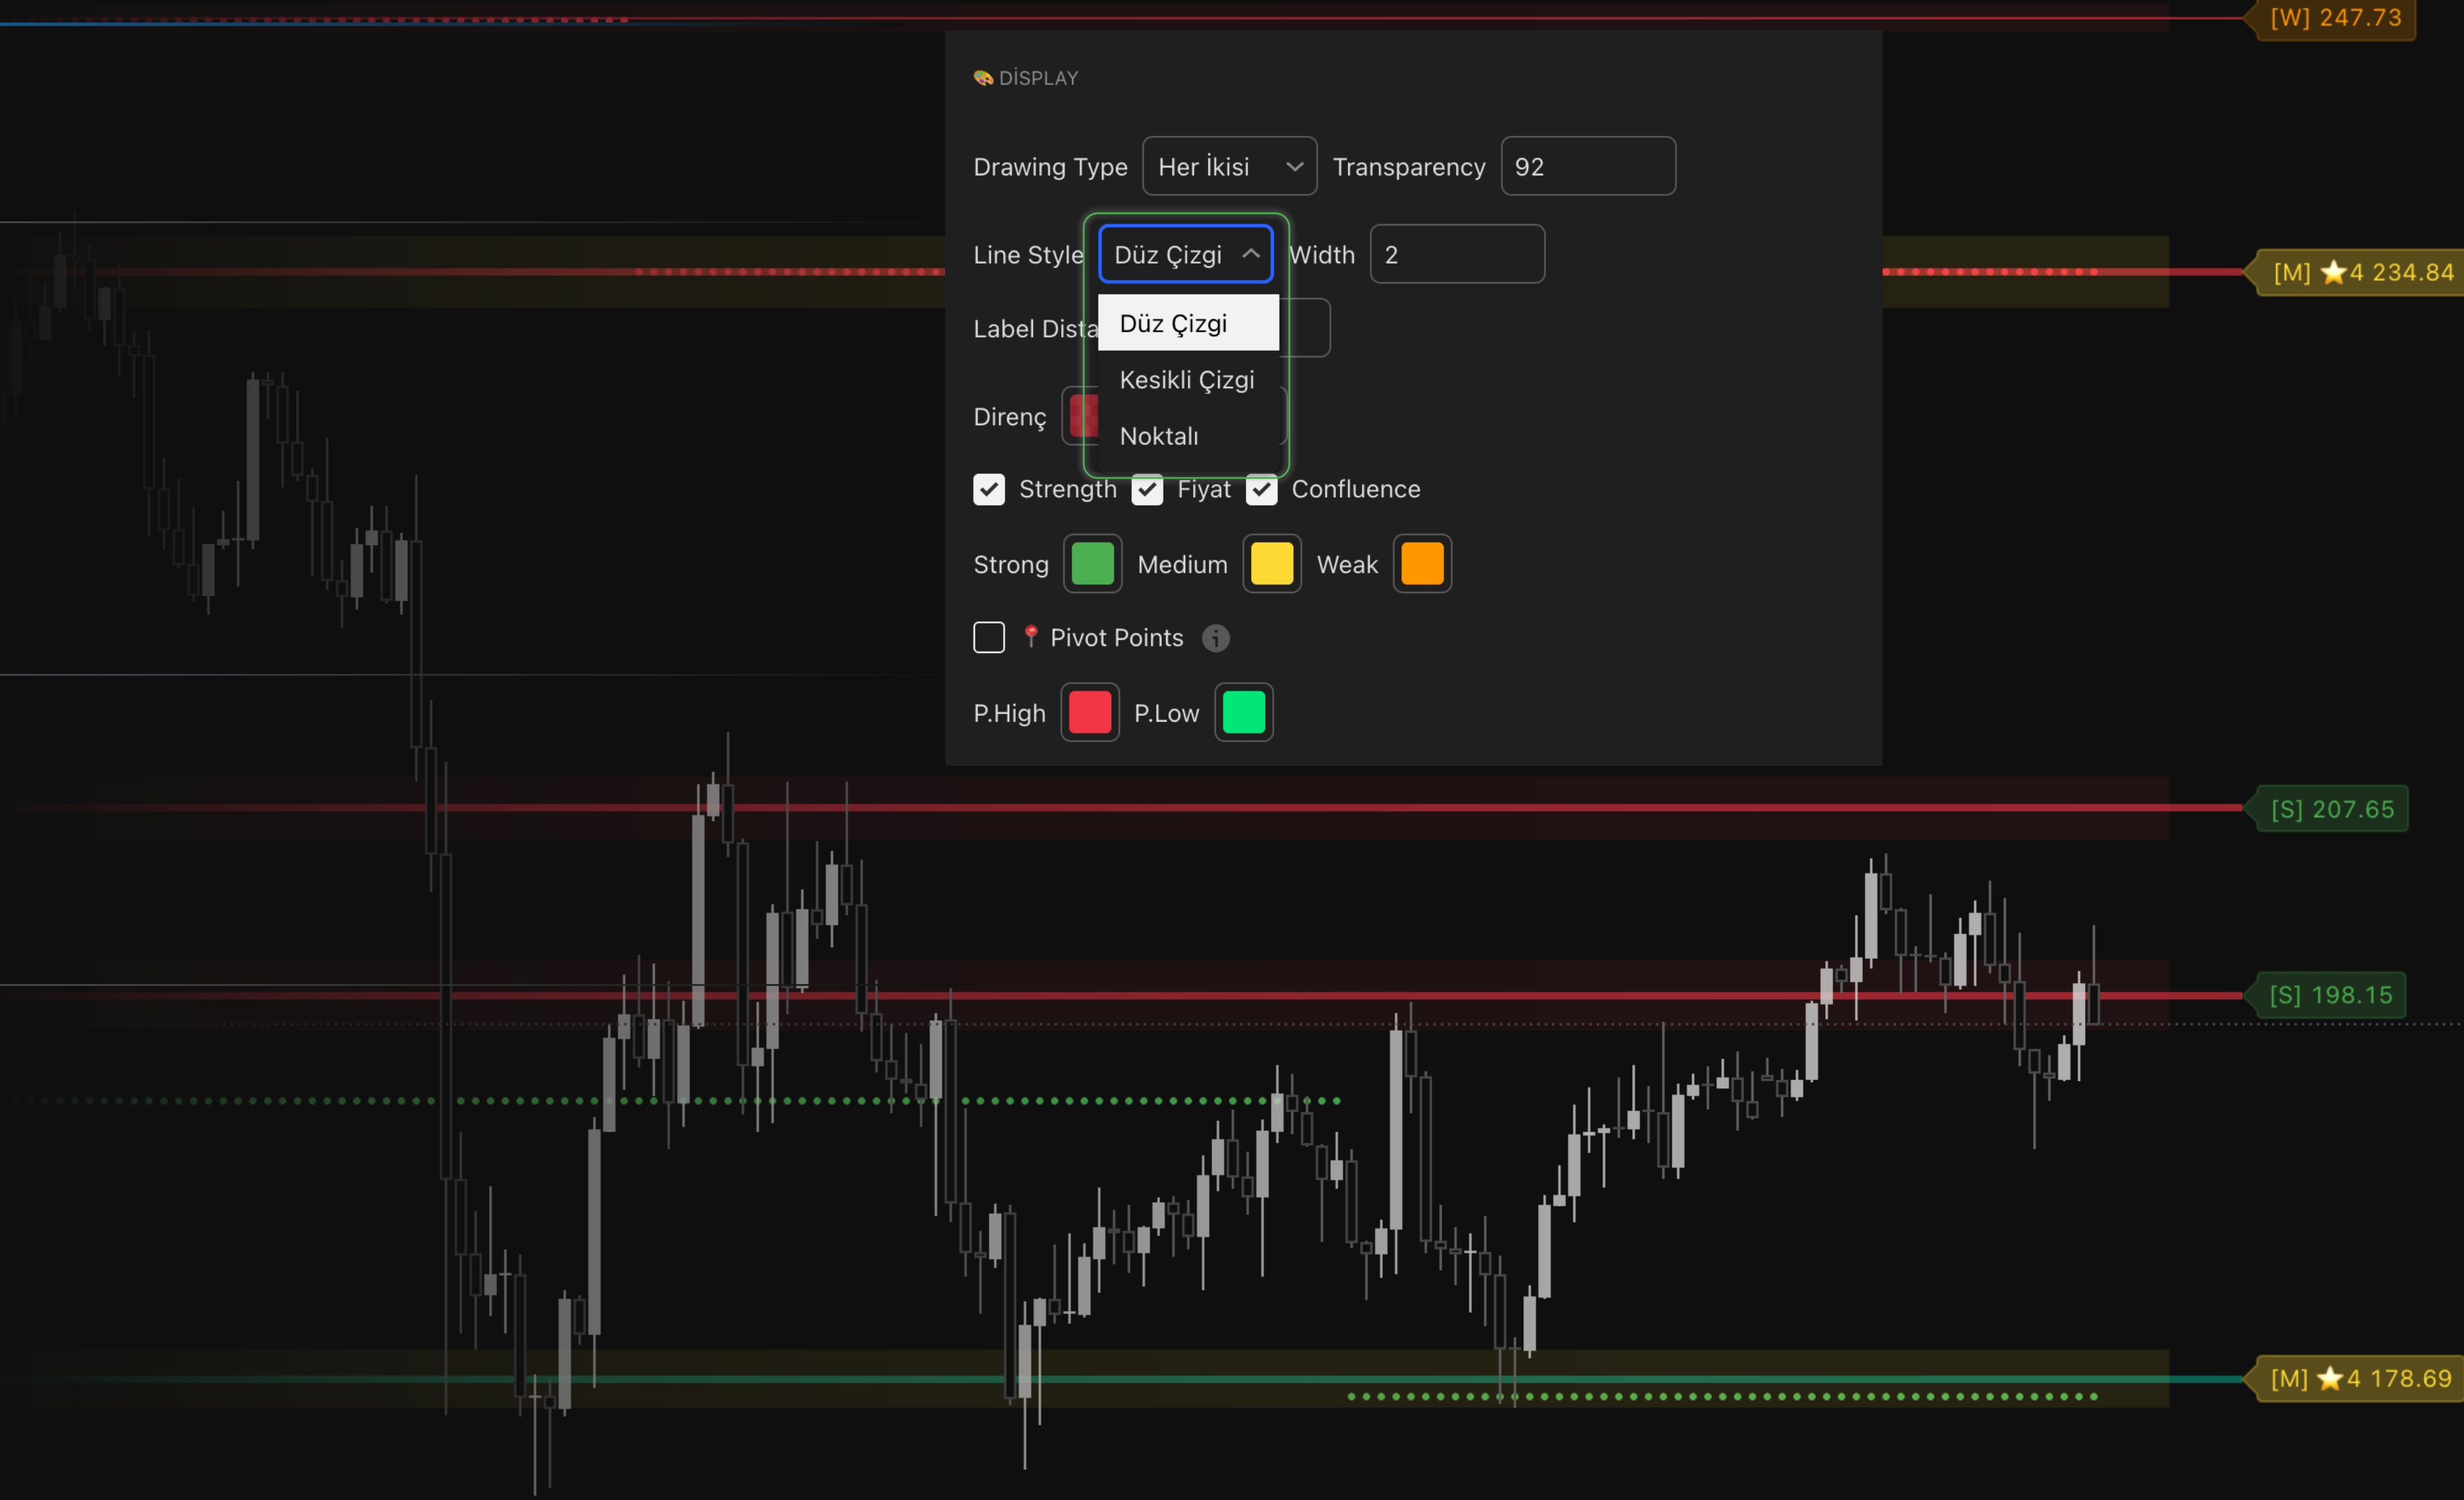 [W] 247.73
DİSPLAY
Drawing Type Her İkisi Transparency 92
Line Style Düz Çizgi Width 2
[M] ⭐4 234.84
Düz Çizgi
Label Dista
Kesikli Çizgi
Direnç
Noktalı
Strength Fiyat Confluence
Strong Medium Weak
Pivot Points
P.High P.Low
[S] 207.65
[S] 198.15
[M] ⭐4 178.69